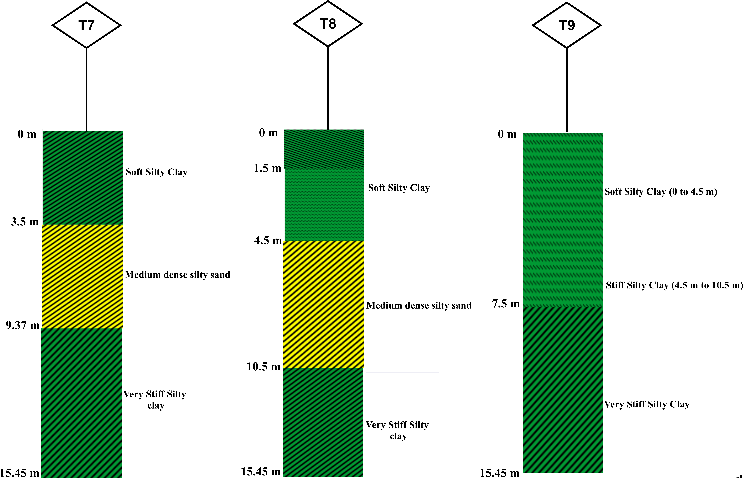 T7
T8
T9
0 m
0 m
0 m
1.5 m
Soft Silty Clay
Soft Silty Clay
Soft Silty Clay (0 to 4.5 m)
3.5 m
4.5 m
Medium dense silty sand
Stiff Silty Clay (4.5 m to 10.5 m)
Medium dense silty sand
7.5 m
9.37 m
10.5 m
Very Stiff Silty
clay
Very Stiff Silty Clay
Very Stiff Silty
clay
15.45 m
15.45 m
15.45 m